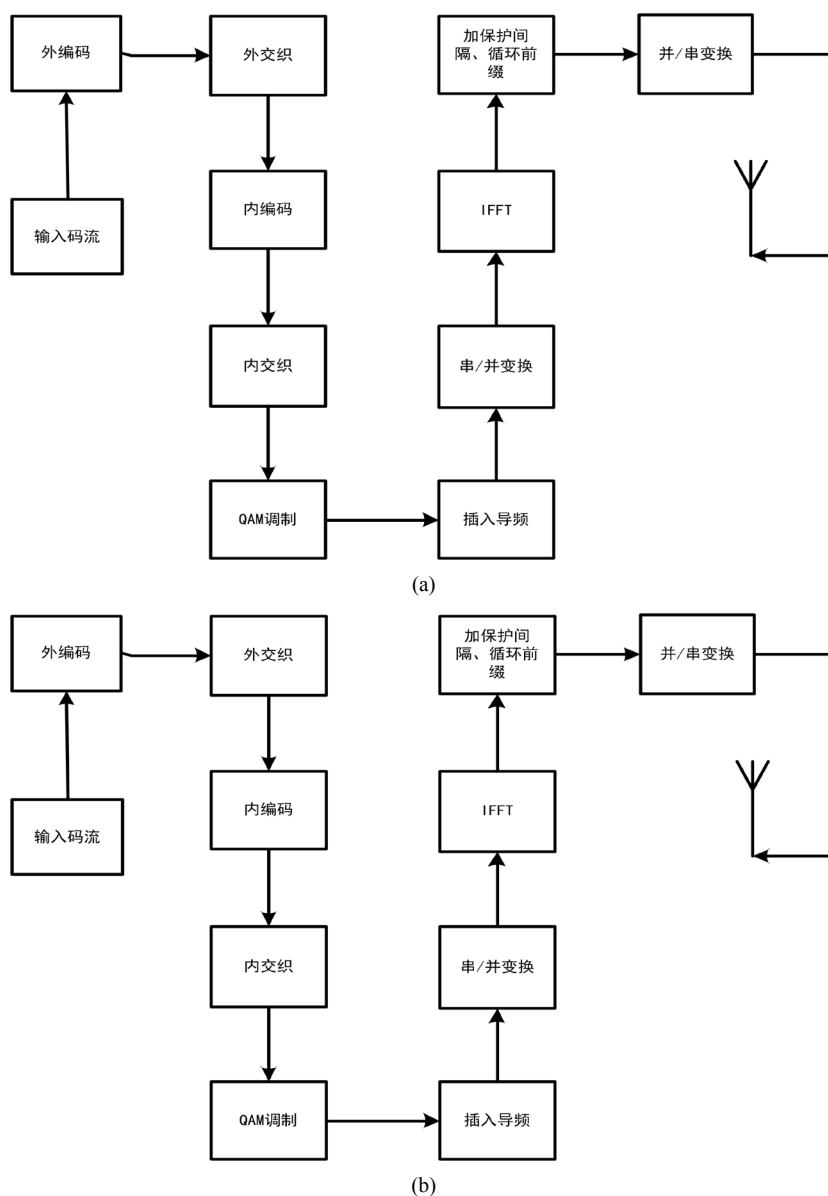 外编码
外交织
加保护间
隔、循环前
缀
并/串变换
输入码流
内编码
IFFT
内交织
串/并变换
QAM调制
插入导频
(a)
外编码
外交织
加保护间
隔、循环前
缀
并/串变换
输入码流
内编码
IFFT
内交织
串/并变换
QAM调制
插入导频
(b)